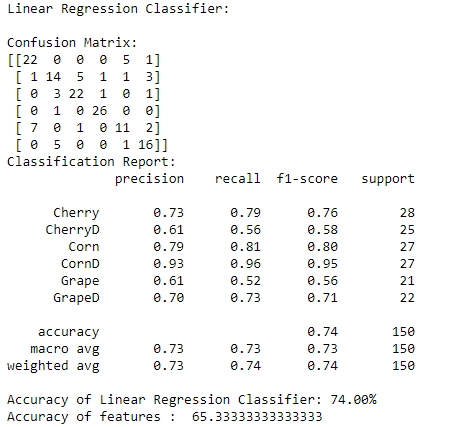 Linear Regression Classifier:
Confusion Matrix:
[[22  0  0  0  5  1]
 [ 1 14  5  1  1  3]
 [ 0  3 22  1  0  1]
 [ 0  1  0 26  0  0]
 [ 7  0  1  0 11  2]
 [ 0  5  0  0  1 16]]
Classification Report:
              precision    recall  f1-score   support
      Cherry       0.73      0.79      0.76        28
     CherryD       0.61      0.56      0.58        25
        Corn       0.79      0.81      0.80        27
       CornD       0.93      0.96      0.95        27
       Grape       0.61      0.52      0.56        21
      GrapeD       0.70      0.73      0.71        22
    accuracy                           0.74       150
   macro avg       0.73      0.73      0.73       150
weighted avg       0.73      0.74      0.74       150
Accuracy of Linear Regression Classifier: 74.00%
Accuracy of features :  65.33333333333333